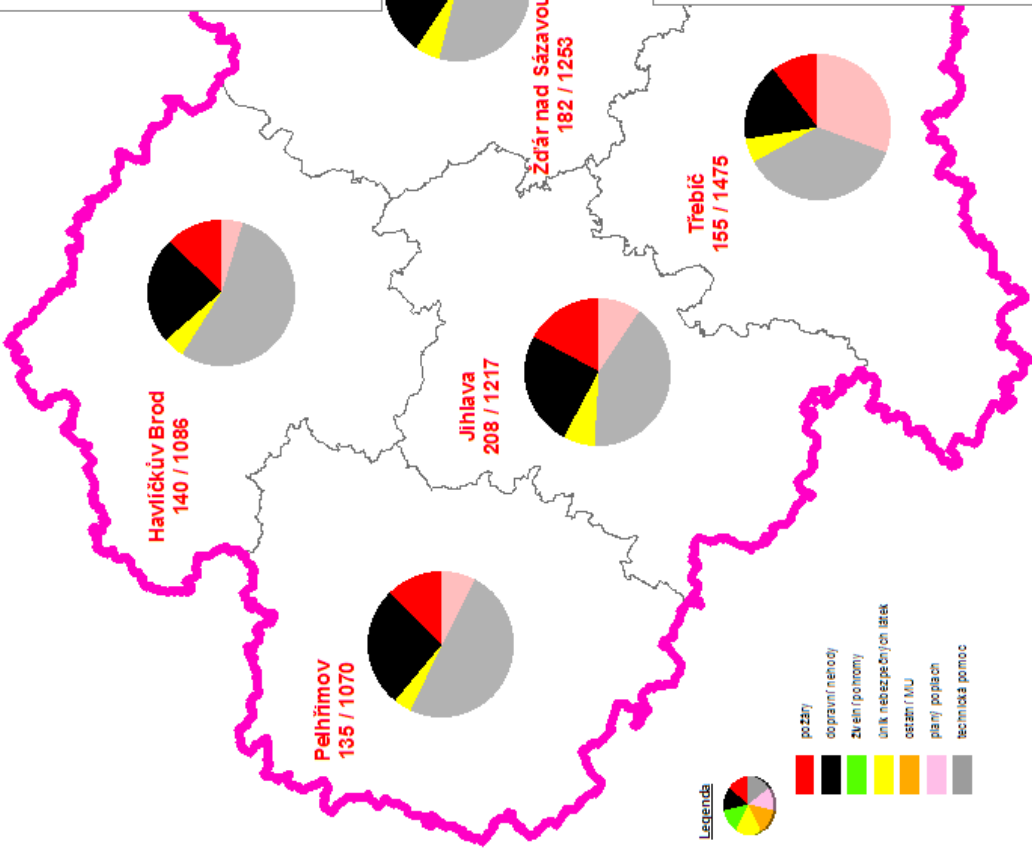 Havlíčkův Brod
140 / 1086
Pelhřimov
135 / 1070
Jihlava
208 / 1217
Žďár nad Sázavou
182 / 1253
Třebíč
155 / 1475
Legenda
požáry
dopravní nehody
živelní pohromy
únik nebezpečných látek
ostatní MU
planý poplach
technická pomoc